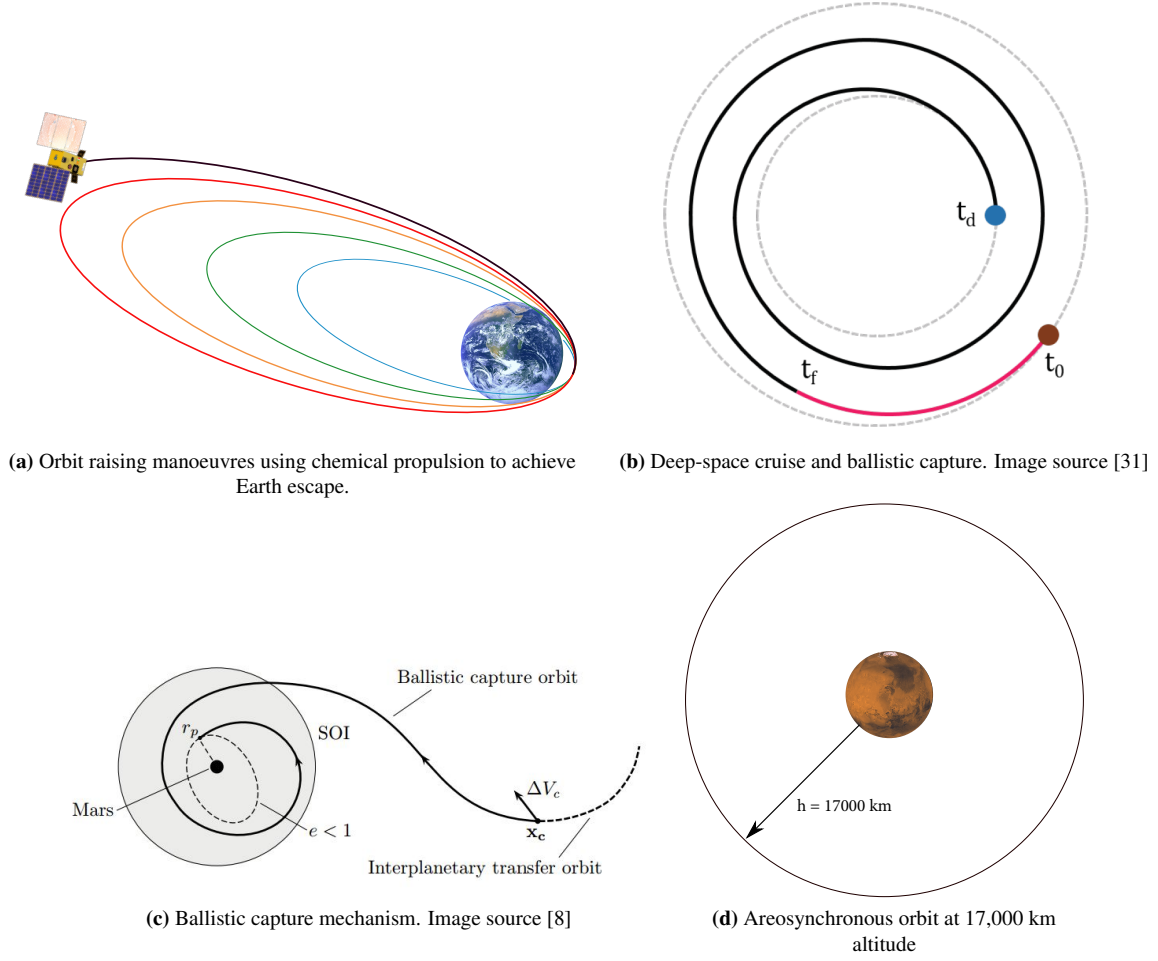 (a) Orbit raising manoeuvres using chemical propulsion to achieve
Earth escape.
t_d
t_f
t_0
(b) Deep-space cruise and ballistic capture. Image source [31]
Ballistic capture orbit
r_p
SOI
Mars
e < 1
ΔV_c
x_c
Interplanetary transfer orbit
(c) Ballistic capture mechanism. Image source [8]
h = 17000 km
(d) Areosynchronous orbit at 17,000 km
altitude